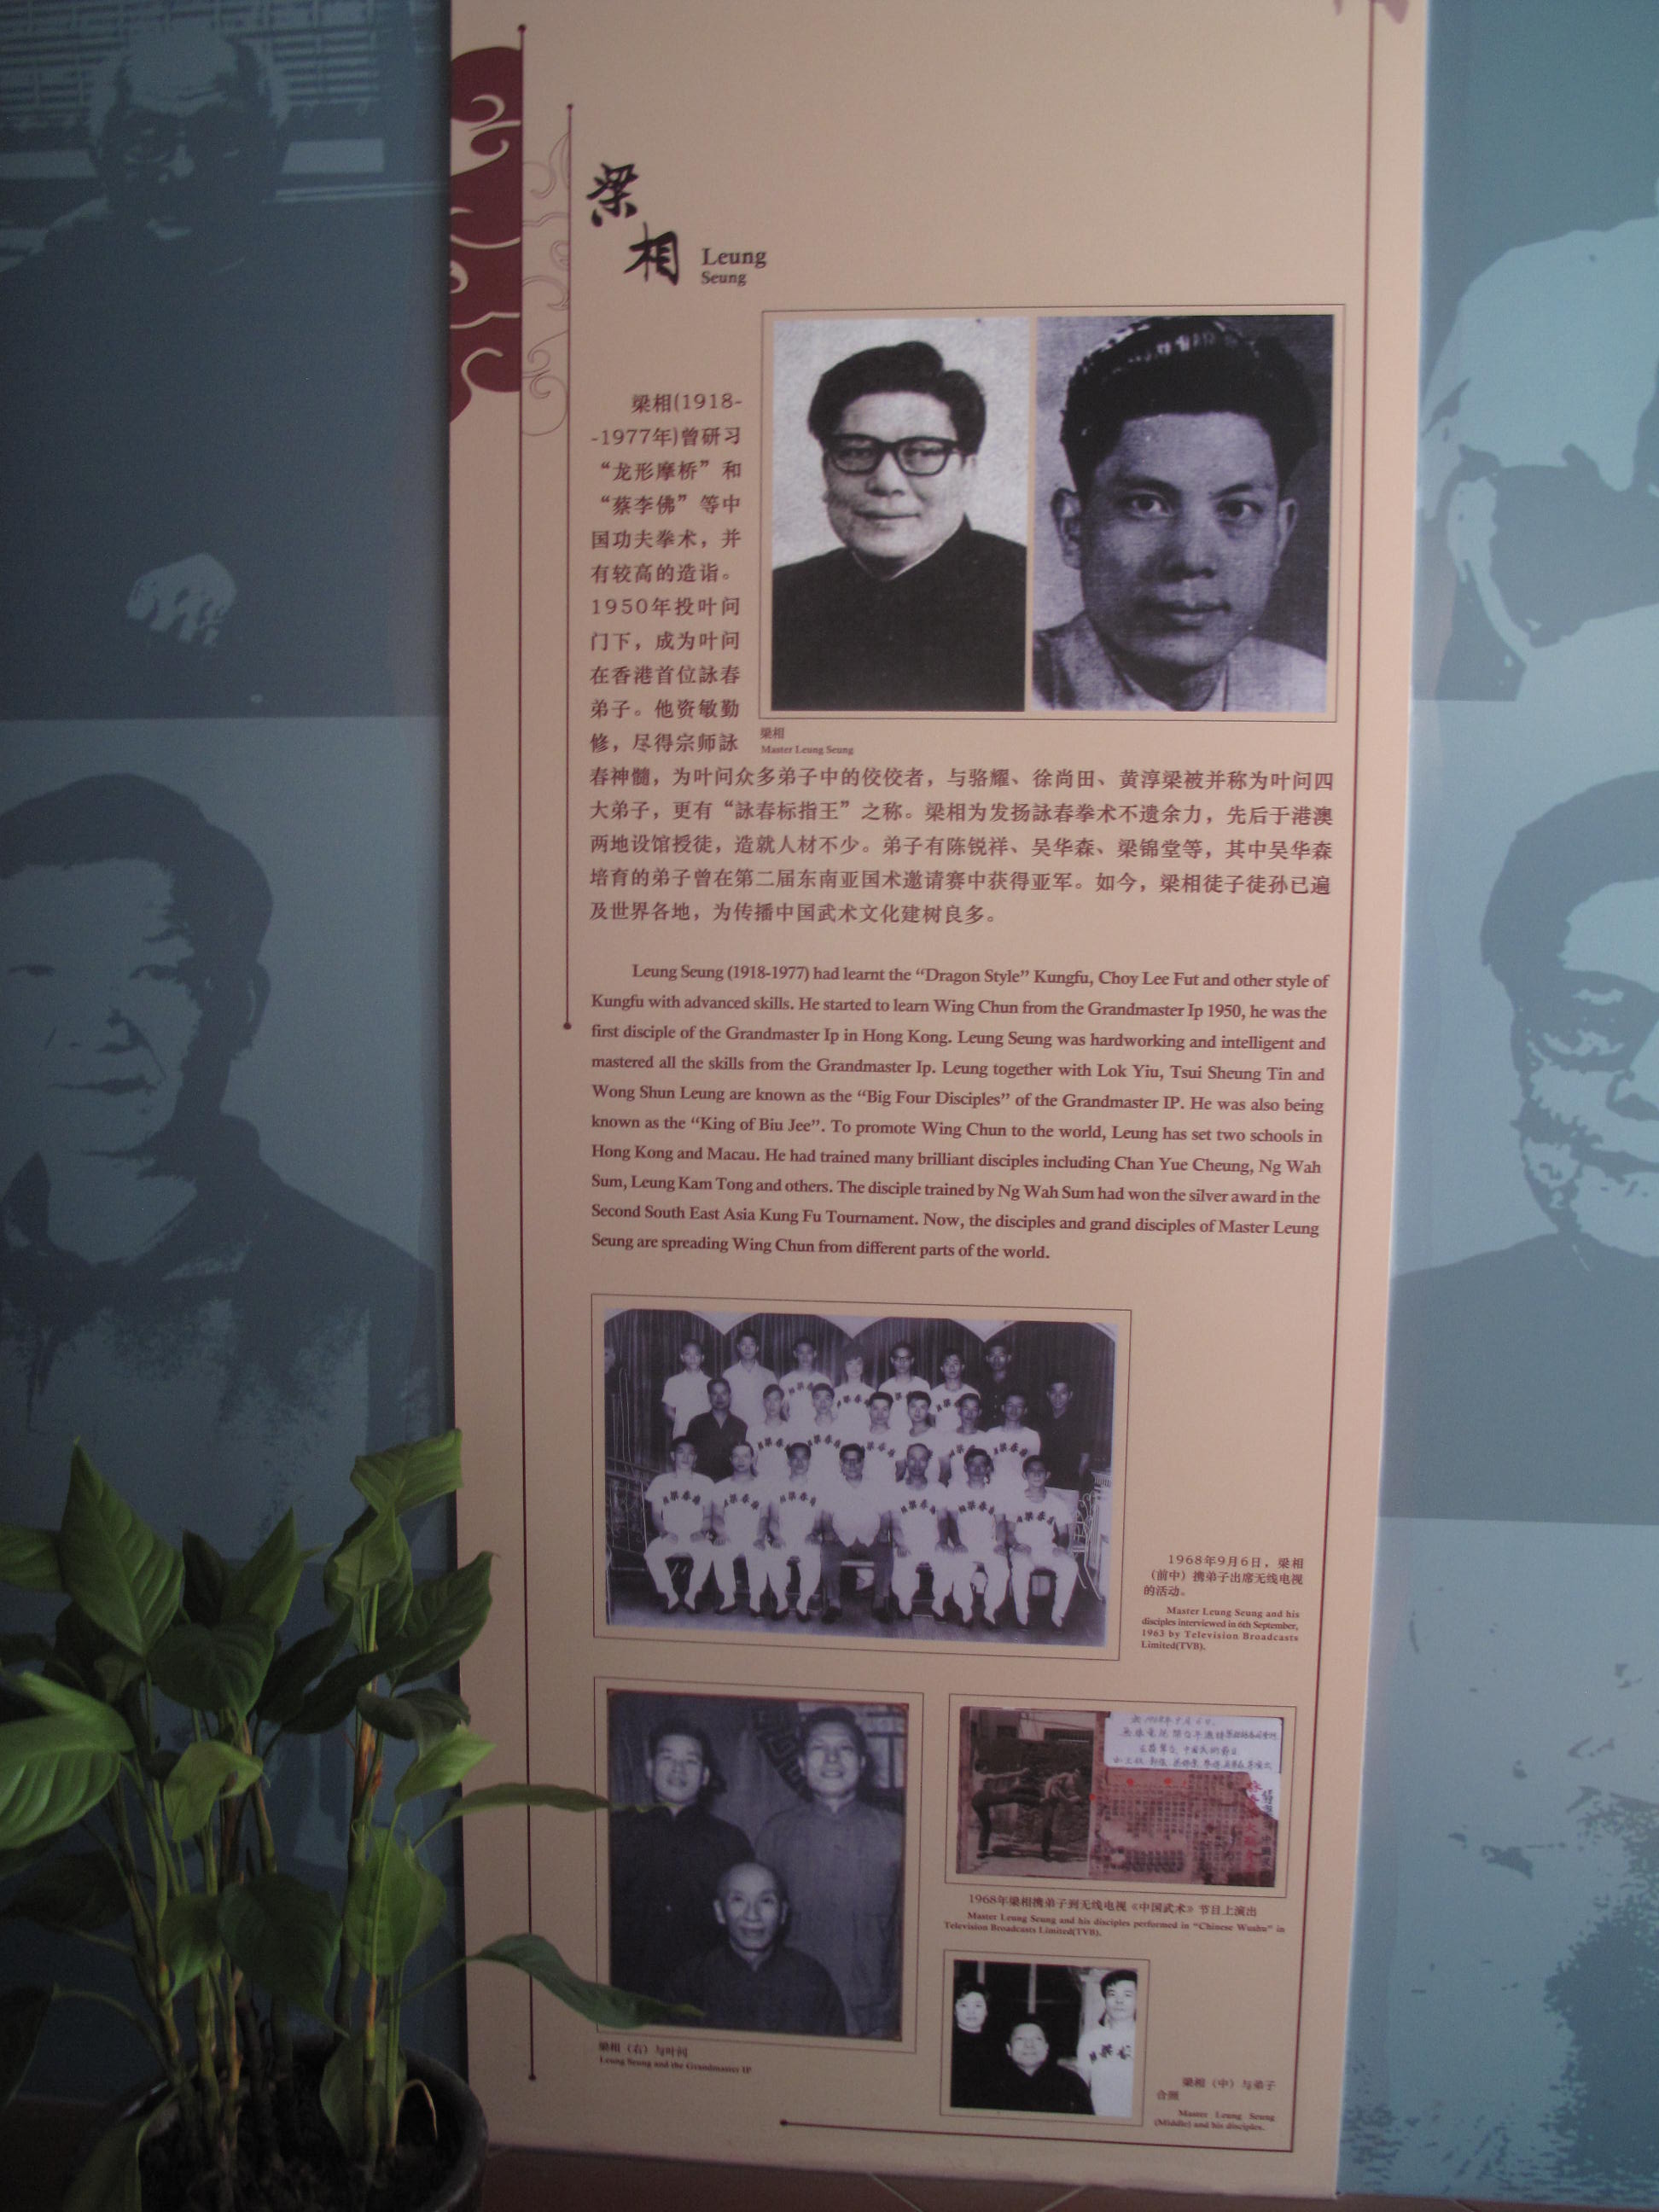 梁
相
Leung
Seung
梁相(1918-
-1977年)曾研习
“龙形摩桥”和
“蔡李佛”等中
国功夫拳术，并
有较高的造诣。
1950年投叶问
门下，成为叶问
在香港首位詠春
弟子。他资敏勤
修，尽得宗师詠
春神髓，为叶问众多弟子中的佼佼者，与骆耀、徐尚田、黄淳梁被并称为叶问四
大弟子，更有“詠春标指王”之称。梁相为发扬詠春拳术不遗余力，先后于港澳
两地设馆授徒，造就人材不少。弟子有陈锐祥、吴华森、梁锦堂等，其中吴华森
培育的弟子曾在第二届东南亚国术邀请赛中获得亚军。如今，梁相徒子徒孙已遍
及世界各地，为传播中国武术文化建树良多。
梁相
Master Leung Seung
Leung Seung (1918-1977) had learnt the “Dragon Style” Kungfu, Choy Lee Fut and other style of
Kungfu with advanced skills. He started to learn Wing Chun from the Grandmaster Ip 1950, he was the
first disciple of the Grandmaster Ip in Hong Kong. Leung Seung was hardworking and intelligent and
mastered all the skills from the Grandmaster Ip. Leung together with Lok Yiu, Tsui Sheung Tin and
Wong Shun Leung are known as the “Big Four Disciples” of the Grandmaster IP. He was also being
known as the “King of Biu Jee”. To promote Wing Chun to the world, Leung has set two schools in
Hong Kong and Macau. He had trained many brilliant disciples including Chan Yue Cheung, Ng Wah
Sum, Leung Kam Tong and others. The disciple trained by Ng Wah Sum had won the silver award in the
Second South East Asia Kung Fu Tournament. Now, the disciples and grand disciples of Master Leung
Seung are spreading Wing Chun from different parts of the world.
1968年9月6日，梁相
（前中）携弟子出席无线电视
的活动。
Master Leung Seung and his
disciples interviewed in 6th September,
1963 by Television Broadcasts
Limited(TVB).
1968年梁相携弟子到无线电视《中国武术》节目上演出
Master Leung Seung and his disciples performed in “Chinese Wushu” in
Television Broadcasts Limited(TVB).
梁相（右）与叶问
Leung Seung and the Grandmaster IP
梁相（中）与弟子
合照
Master Leung Seung
(Middle) and his disciples.